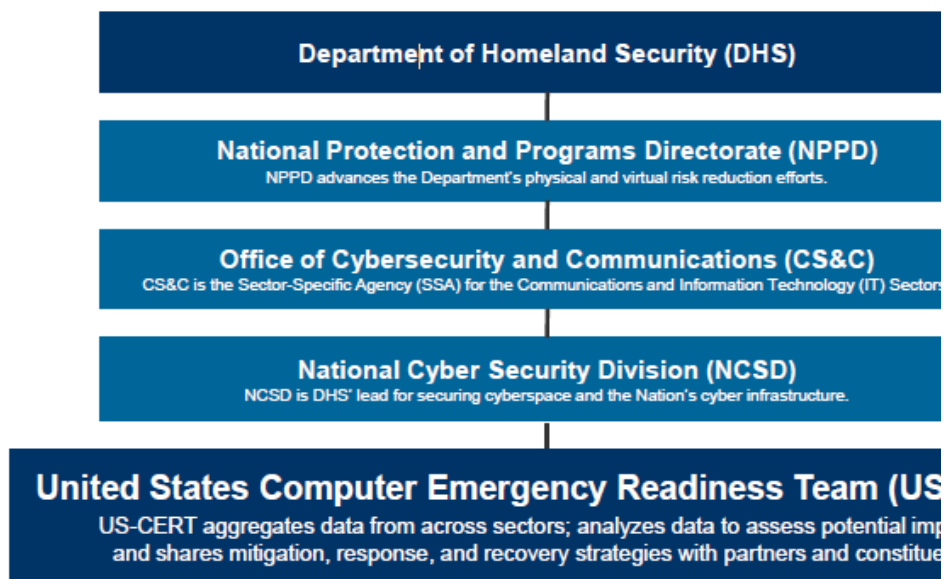 Department of Homeland Security (DHS)
National Protection and Programs Directorate (NPPD)
NPPD advances the Department's physical and virtual risk reduction efforts.
Office of Cybersecurity and Communications (CS&C)
CS&C is the Sector-Specific Agency (SSA) for the Communications and Information Technology (IT) Sectors
National Cyber Security Division (NCSD)
NCSD is DHS' lead for securing cyberspace and the Nation's cyber infrastructure.
United States Computer Emergency Readiness Team (US
US-CERT aggregates data from across sectors; analyzes data to assess potential imp
and shares mitigation, response, and recovery strategies with partners and constitue